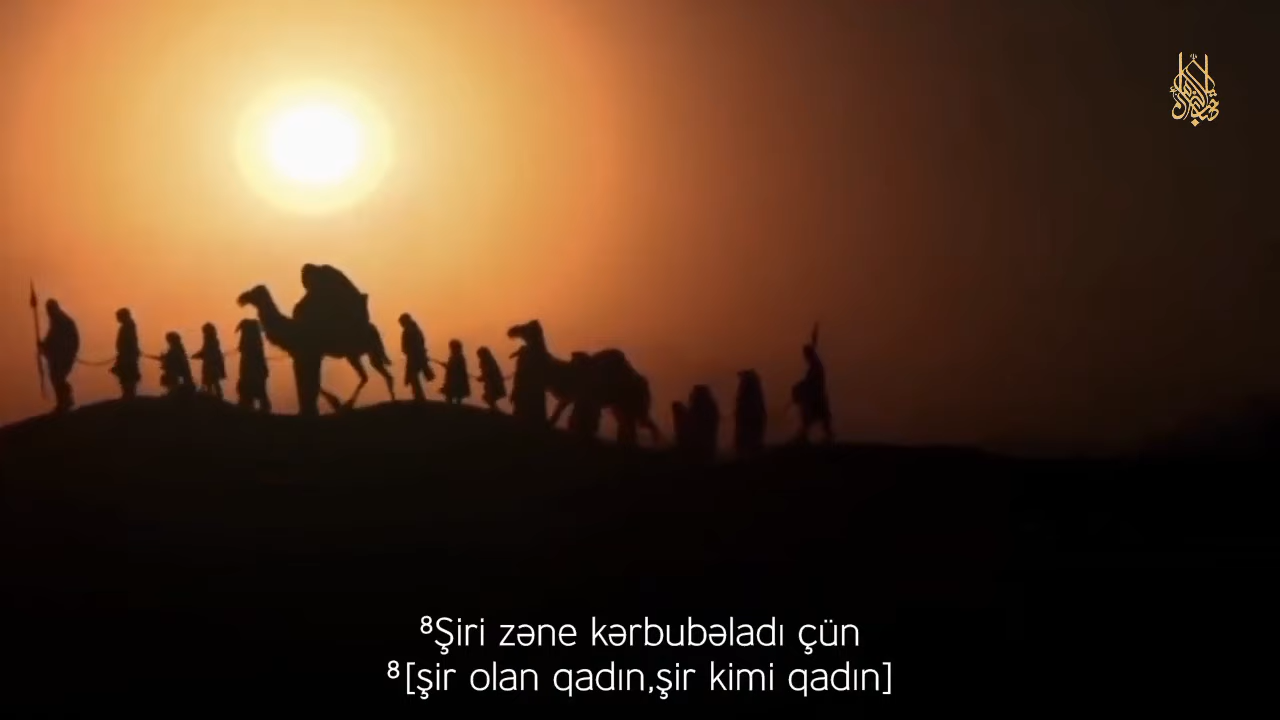 ⁸Şiri zəne kərbubəladı çün
⁸[şir olan qadın,şir kimi qadın]